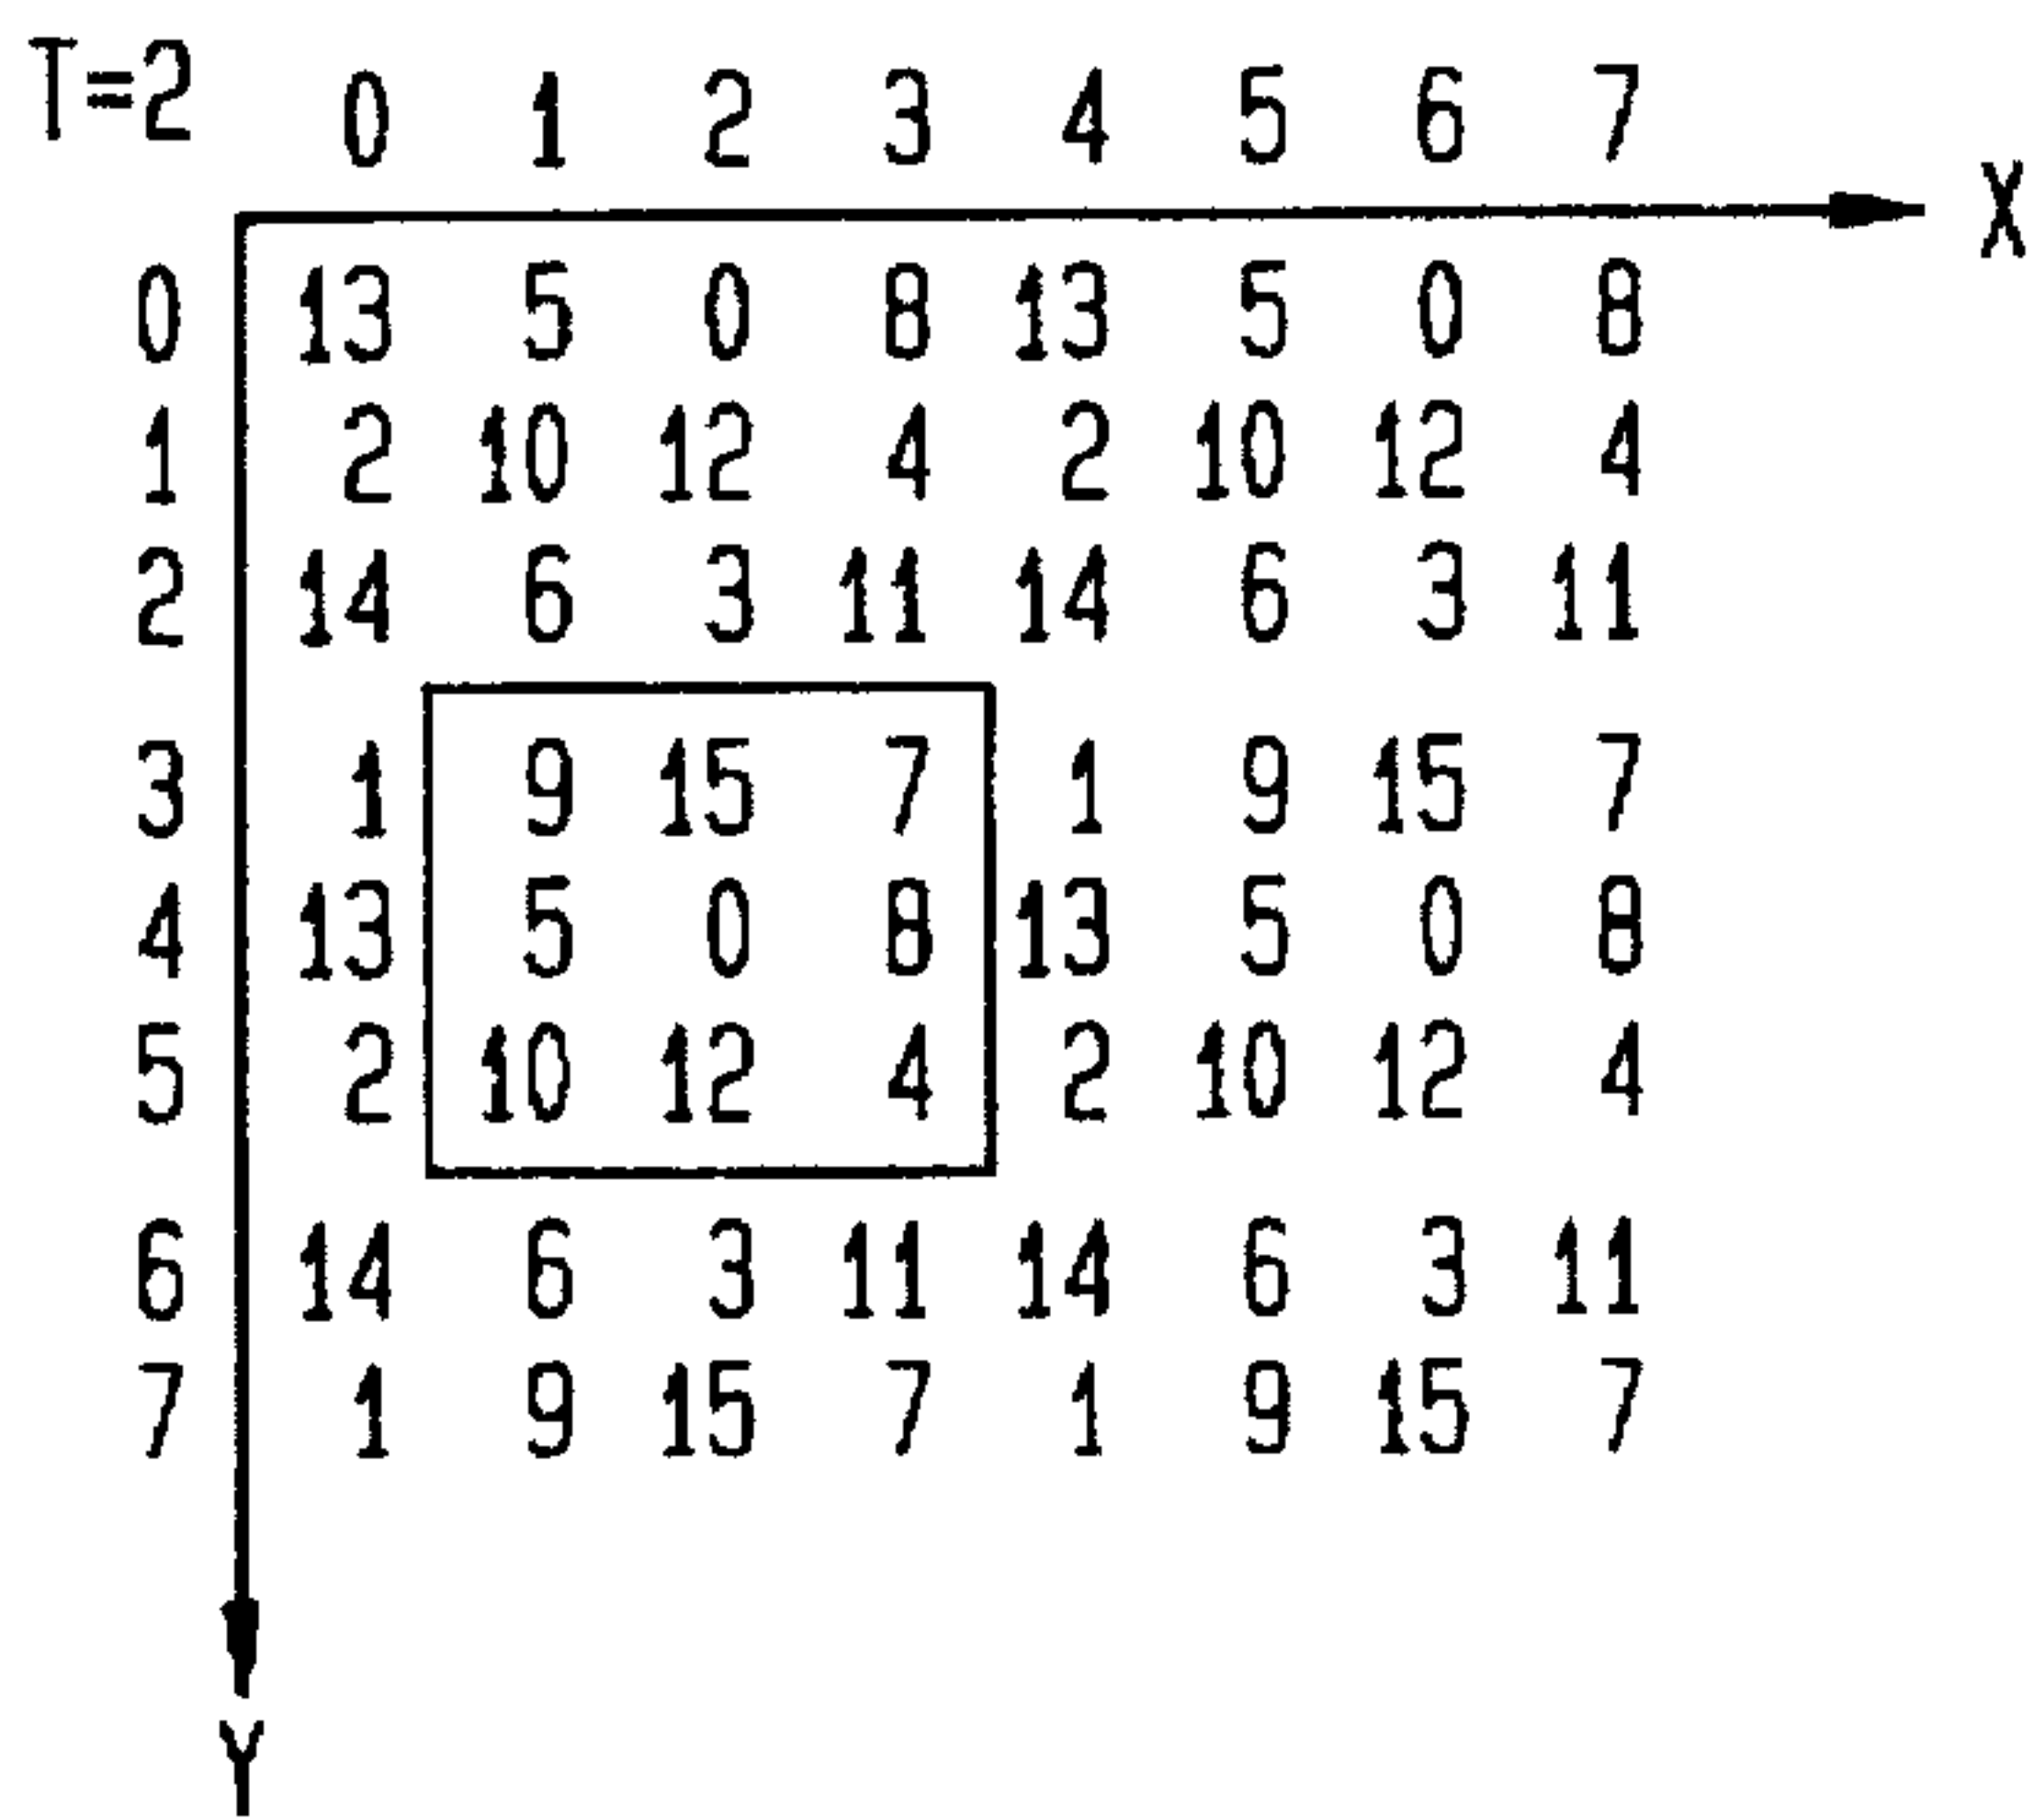 T=2 0 1 2 3 4 5 6 7
X
0 13 5 0 8 13 5 0 8
1 2 10 12 4 2 10 12 4
2 14 6 3 11 14 6 3 11
3 1 9 15 7 1 9 15 7
4 13 5 0 8 13 5 0 8
5 2 10 12 4 2 10 12 4
6 14 6 3 11 14 6 3 11
7 1 9 15 7 1 9 15 7
Y